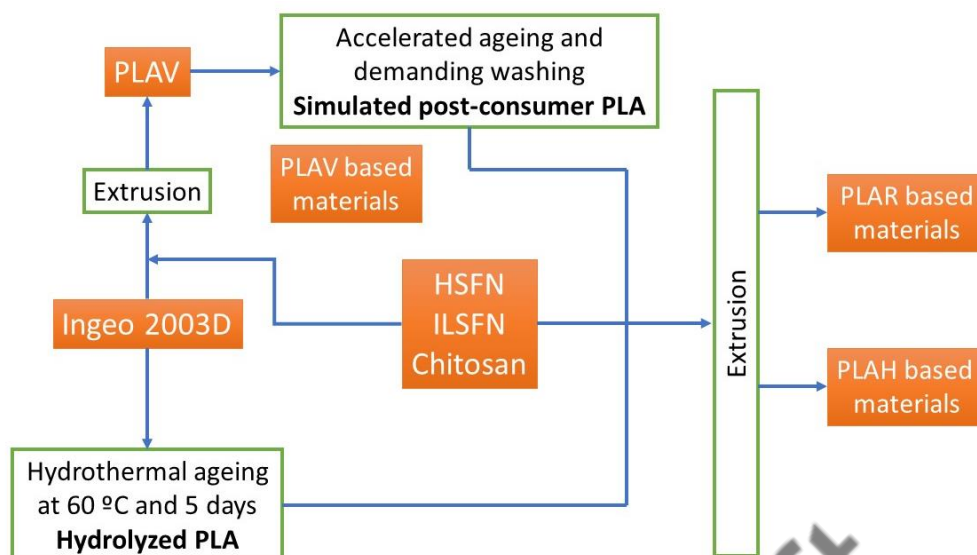 Accelerated ageing and
demanding washing
Simulated post-consumer PLA
PLAV
PLAV based
materials
Extrusion
Ingeo 2003D
HSFN
ILSFN
Chitosan
Extrusion
PLAR based
materials
PLAH based
materials
Hydrothermal ageing
at 60 ºC and 5 days
Hydrolyzed PLA